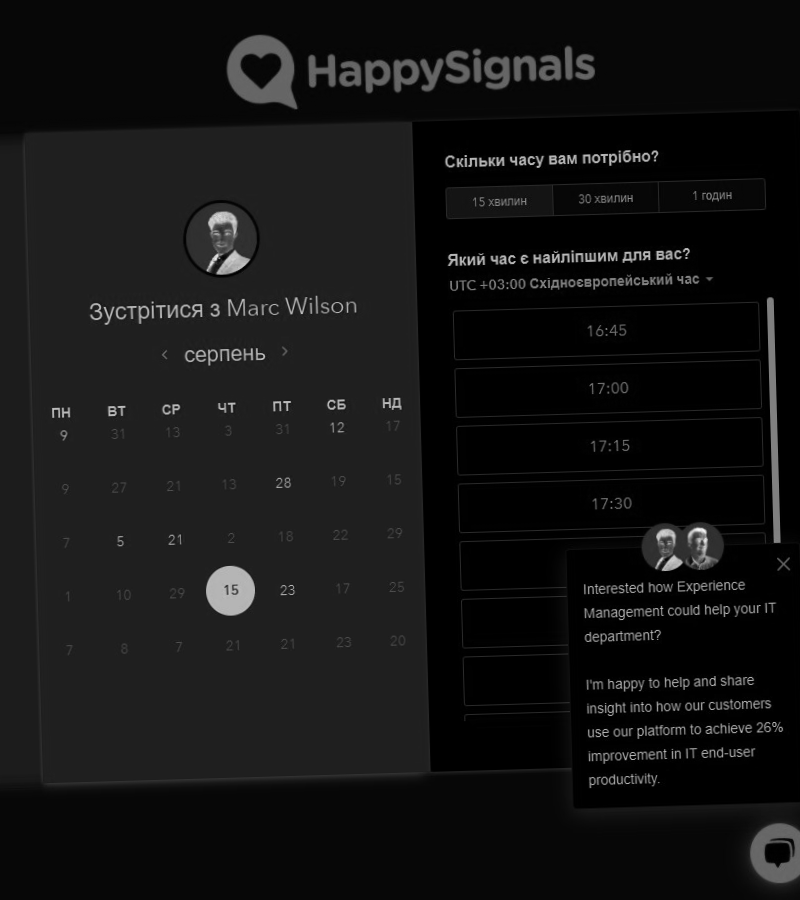 HappySignals
Зустрітися з Marc Wilson
серпень
ПН ВТ СР ЧТ ПТ СБ НД
9 31 13 3 31 12 17
9 27 21 13 28 19 15
7 5 21 2 18 22 29
1 10 29 15 23 17 25
7 8 7 21 21 23 20
Скільки часу вам потрібно?
15 хвилин 30 хвилин 1 годин
Який час є найліпшим для вас?
UTC +03:00 Східноєвропейський час
16:45
17:00
17:15
17:30
Interested how Experience
Management could help your IT
department?
I'm happy to help and share
insight into how our customers
use our platform to achieve 26%
improvement in IT end-user
productivity.